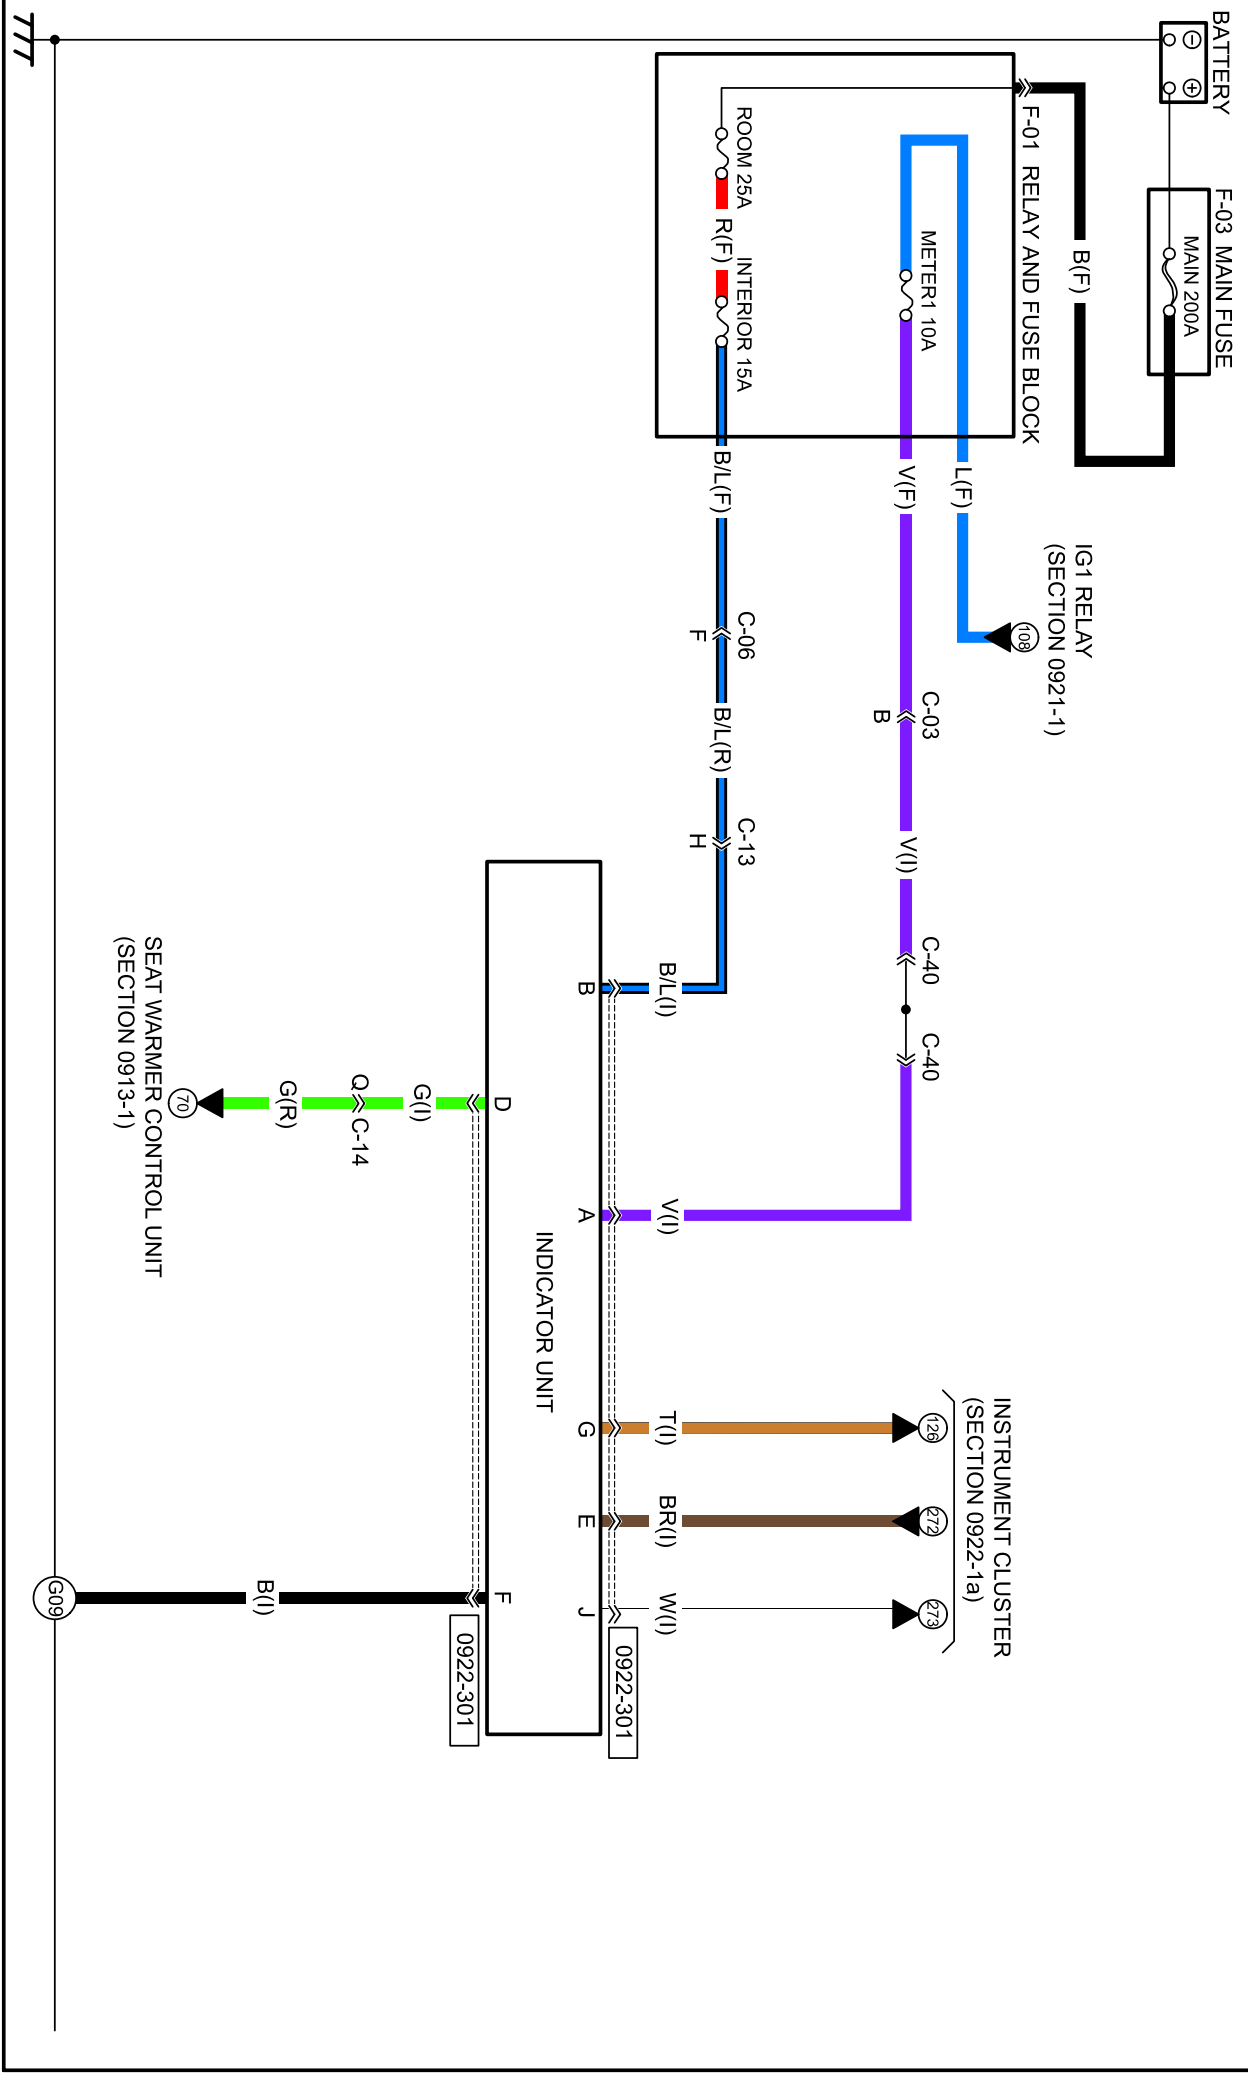 BATTERY
⊖ ⊕
F-03 MAIN FUSE
MAIN 200A
B(F)
F-01 RELAY AND FUSE BLOCK
ROOM 25A
R(F)
INTERIOR 15A
METER1 10A
L(F)
V(F)
B/L(F)
IG1 RELAY
(SECTION 0921-1)
108
C-03
B
C-06
F
V(I)
B/L(R)
C-13
H
C-40
C-40
B/L(I)
V(I)
INSTRUMENT CLUSTER
(SECTION 0922-1a)
126
272
273
T(I)
BR(I)
W(I)
0922-301
B
A
G
E
J
INDICATOR UNIT
D
F
0922-301
G(I)
Q
C-14
G(R)
70
SEAT WARMER CONTROL UNIT
(SECTION 0913-1)
B(I)
G09